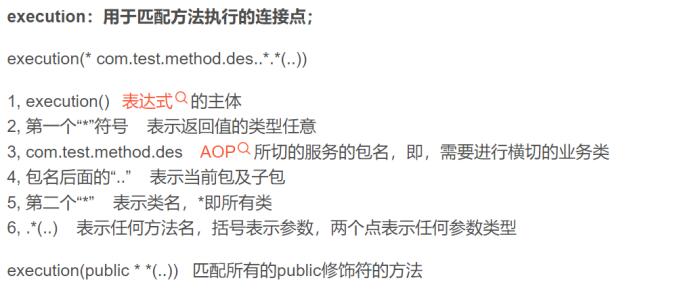 execution：用于匹配方法执行的连接点；
execution(* com.test.method.des..*.*(..))
1, execution() 表达式的主体
2, 第一个“*”符号 表示返回值的类型任意
3, com.test.method.des AOP所切的服务的包名，即，需要进行横切的业务类
4, 包名后面的“..” 表示当前包及子包
5, 第二个“*” 表示类名，*即所有类
6, .*(..) 表示任何方法名，括号表示参数，两个点表示任何参数类型
execution(public * *(..)) 匹配所有的public修饰符的方法